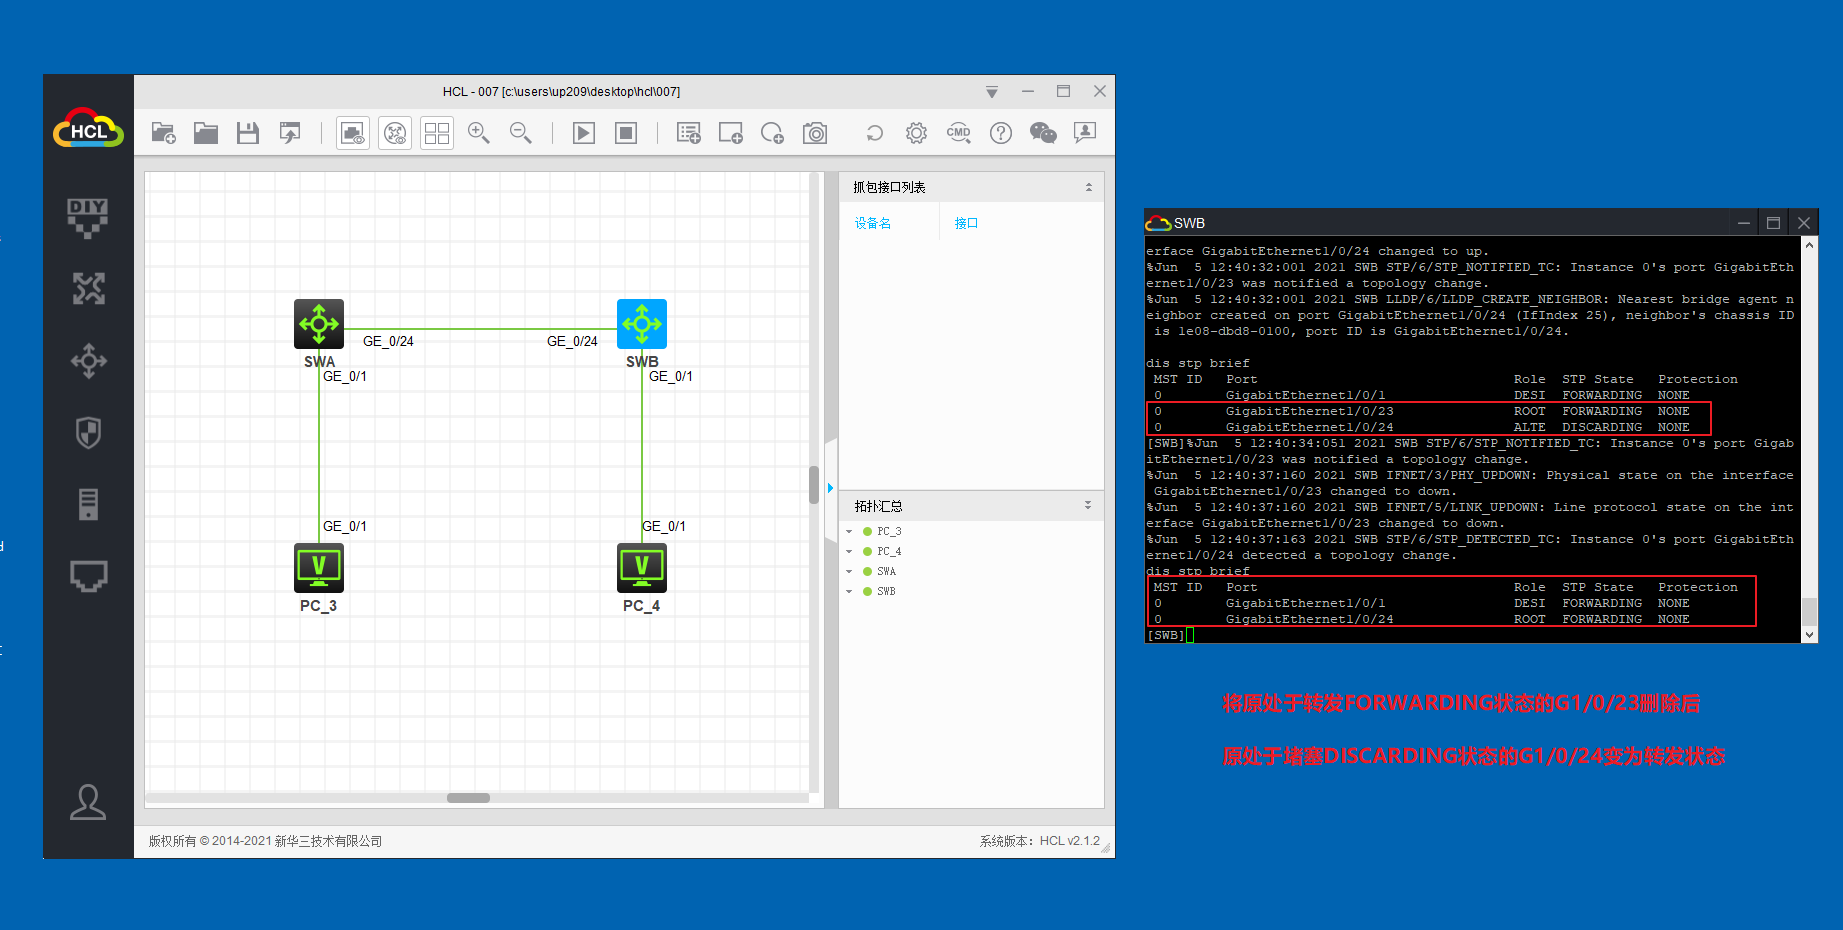 HCL - 007 [c:\users\up209\desktop\hcl\007]
HCL
CMD
DIY
抓包接口列表
设备名 接口
GE_0/24 GE_0/24
SWA SWB
GE_0/1 GE_0/1
GE_0/1 GE_0/1
PC_3 PC_4
拓扑汇总
PC_3
PC_4
SWA
SWB
版权所有 © 2014-2021 新华三技术有限公司
系统版本：HCL v2.1.2
SWB
erface GigabitEthernet1/0/24 changed to up.
%Jun  5 12:40:32:001 2021 SWB STP/6/STP_NOTIFIED_TC: Instance 0's port GigabitEth
ernet1/0/23 was notified a topology change.
%Jun  5 12:40:32:001 2021 SWB LLDP/6/LLDP_CREATE_NEIGHBOR: Nearest bridge agent n
eighbor created on port GigabitEthernet1/0/24 (IfIndex 25), neighbor's chassis ID
 is 1e08-dbd8-0100, port ID is GigabitEthernet1/0/24.
dis stp brief
MST ID   Port                                Role  STP State   Protection
0        GigabitEthernet1/0/1                DESI  FORWARDING  NONE
0        GigabitEthernet1/0/23               ROOT  FORWARDING  NONE
0        GigabitEthernet1/0/24               ALTE  DISCARDING  NONE
[SWB]%Jun  5 12:40:34:051 2021 SWB STP/6/STP_NOTIFIED_TC: Instance 0's port Gigab
itEthernet1/0/23 was notified a topology change.
%Jun  5 12:40:37:160 2021 SWB IFNET/3/PHY_UPDOWN: Physical state on the interface
 GigabitEthernet1/0/23 changed to down.
%Jun  5 12:40:37:160 2021 SWB IFNET/5/LINK_UPDOWN: Line protocol state on the int
erface GigabitEthernet1/0/23 changed to down.
%Jun  5 12:40:37:163 2021 SWB STP/6/STP_DETECTED_TC: Instance 0's port GigabitEth
ernet1/0/24 detected a topology change.
dis stp brief
MST ID   Port                                Role  STP State   Protection
0        GigabitEthernet1/0/1                DESI  FORWARDING  NONE
0        GigabitEthernet1/0/24               ROOT  FORWARDING  NONE
[SWB]
将原处于转发FORWARDING状态的G1/0/23删除后
原处于堵塞DISCARDING状态的G1/0/24变为转发状态